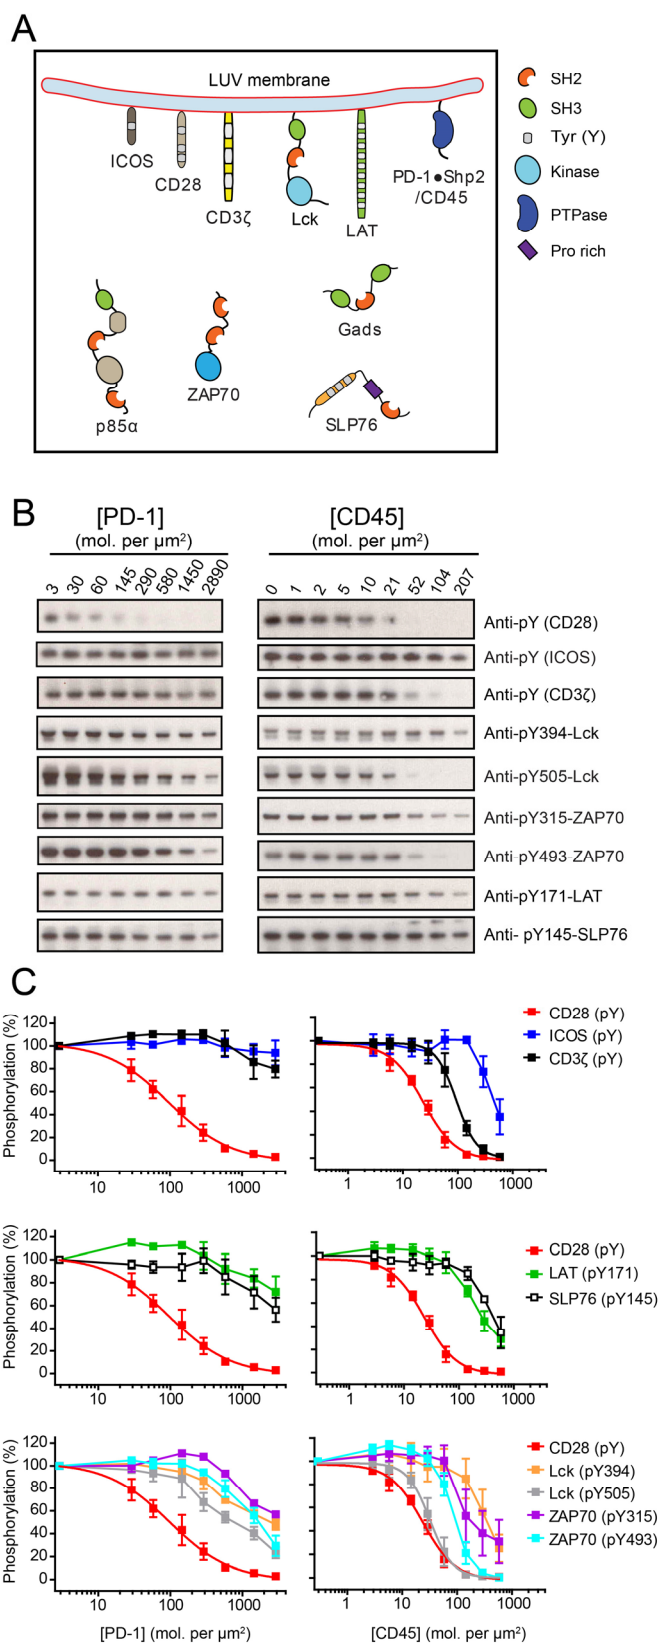 A
LUV membrane
ICOS
CD28
CD3ζ
Lck
LAT
PD-1●Shp2
/CD45
SH2
SH3
Tyr (Y)
Kinase
PTPase
Pro rich
p85α
ZAP70
Gads
SLP76
B
[PD-1]
(mol. per µm²)
3 30 60 145 290 580 1450 2890
[CD45]
(mol. per µm²)
0 1 2 5 10 21 52 104 207
Anti-pY (CD28)
Anti-pY (ICOS)
Anti-pY (CD3ζ)
Anti-pY394-Lck
Anti-pY505-Lck
Anti-pY315-ZAP70
Anti-pY493-ZAP70
Anti-pY171-LAT
Anti- pY145-SLP76
C
Phosphorylation (%)
120
100
80
60
40
20
0
10 100 1000
1 10 100 1000
CD28 (pY)
ICOS (pY)
CD3ζ (pY)
Phosphorylation (%)
120
100
80
60
40
20
0
10 100 1000
1 10 100 1000
CD28 (pY)
LAT (pY171)
SLP76 (pY145)
Phosphorylation (%)
120
100
80
60
40
20
0
10 100 1000
1 10 100 1000
CD28 (pY)
Lck (pY394)
Lck (pY505)
ZAP70 (pY315)
ZAP70 (pY493)
[PD-1] (mol. per µm²)
[CD45] (mol. per µm²)